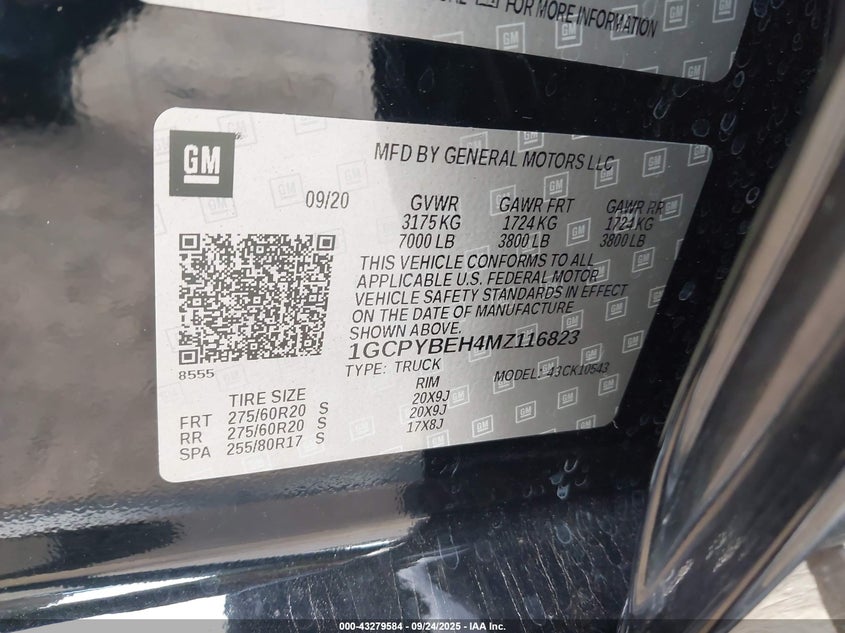 FOR MORE INFORMATION
GM
MFD BY GENERAL MOTORS LLC
09/20 GVWR GAWR FRT GAWR RR
3175 KG 1724 KG 1724 KG
7000 LB 3800 LB 3800 LB
THIS VEHICLE CONFORMS TO ALL
APPLICABLE U.S. FEDERAL MOTOR
VEHICLE SAFETY STANDARDS IN EFFECT
ON THE DATE OF MANUFACTURE
SHOWN ABOVE.
1GCPYBEH4MZ116823
8555
TYPE: TRUCK MODEL: 43CK10543
TIRE SIZE RIM
FRT 275/60R20 S 20X9J
RR 275/60R20 S 20X9J
SPA 255/80R17 S 17X8J
000-43279584 - 09/24/2025 - IAA Inc.